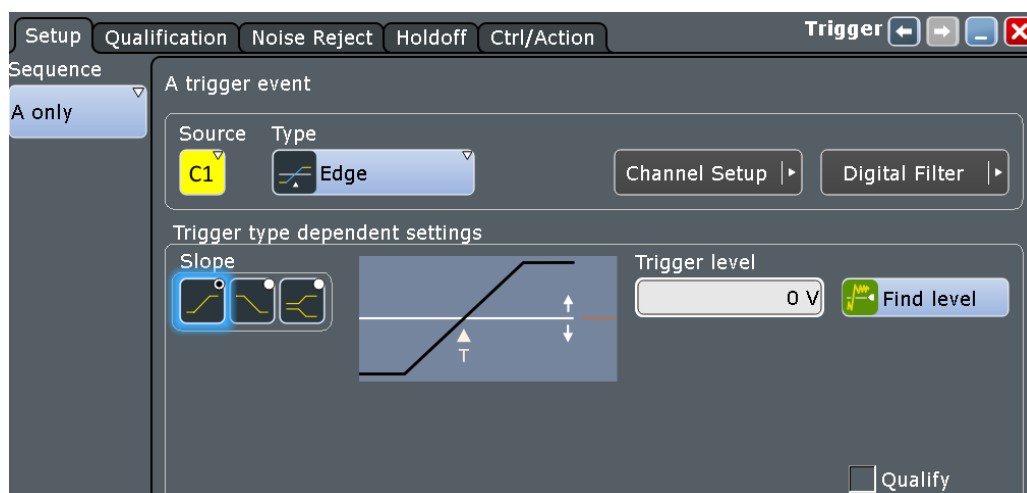 Setup Qualification Noise Reject Holdoff Ctrl/Action Trigger
Sequence
A only
A trigger event
Source Type
C1 Edge Channel Setup Digital Filter
Trigger type dependent settings
Slope Trigger level
0 V Find level
T
Qualify